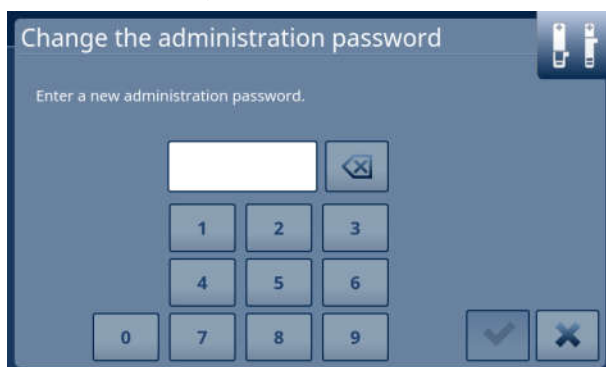 Change the administration password
Enter a new administration password.
1 2 3
4 5 6
0 7 8 9